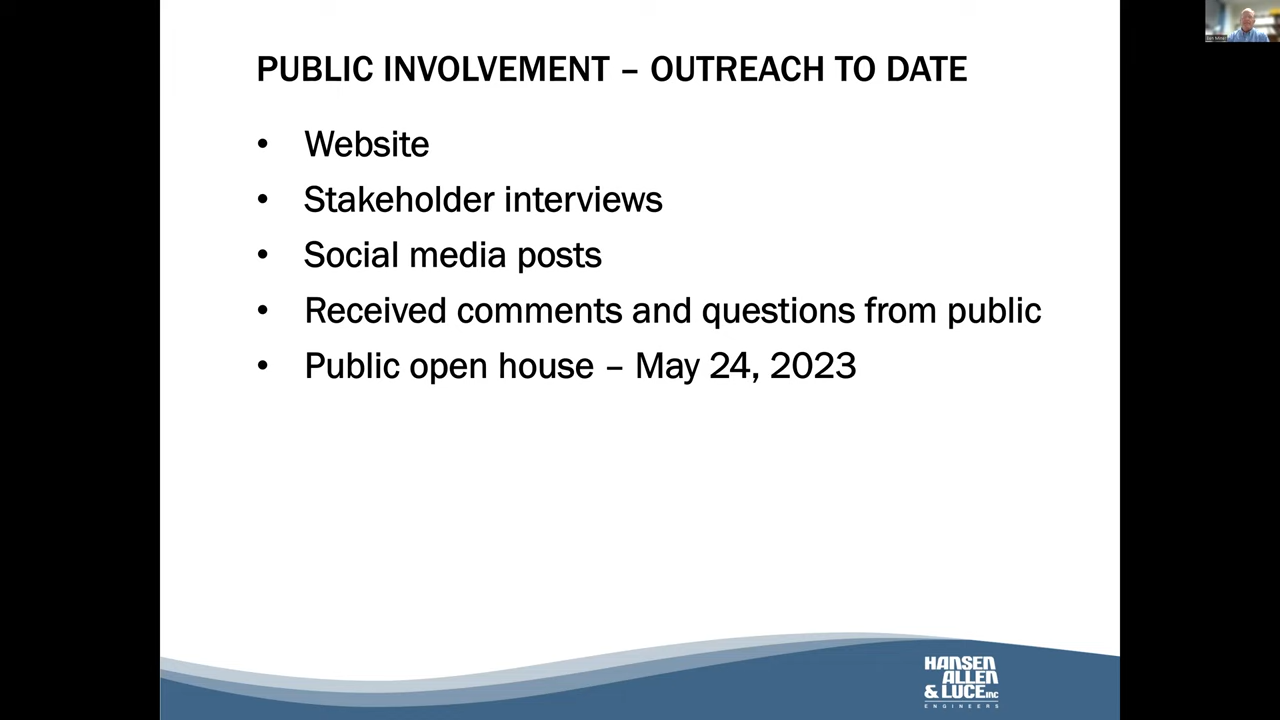 PUBLIC INVOLVEMENT – OUTREACH TO DATE
• Website
• Stakeholder interviews
• Social media posts
• Received comments and questions from public
• Public open house – May 24, 2023
HANSEN
ALLEN
& LUCE INC
ENGINEERS